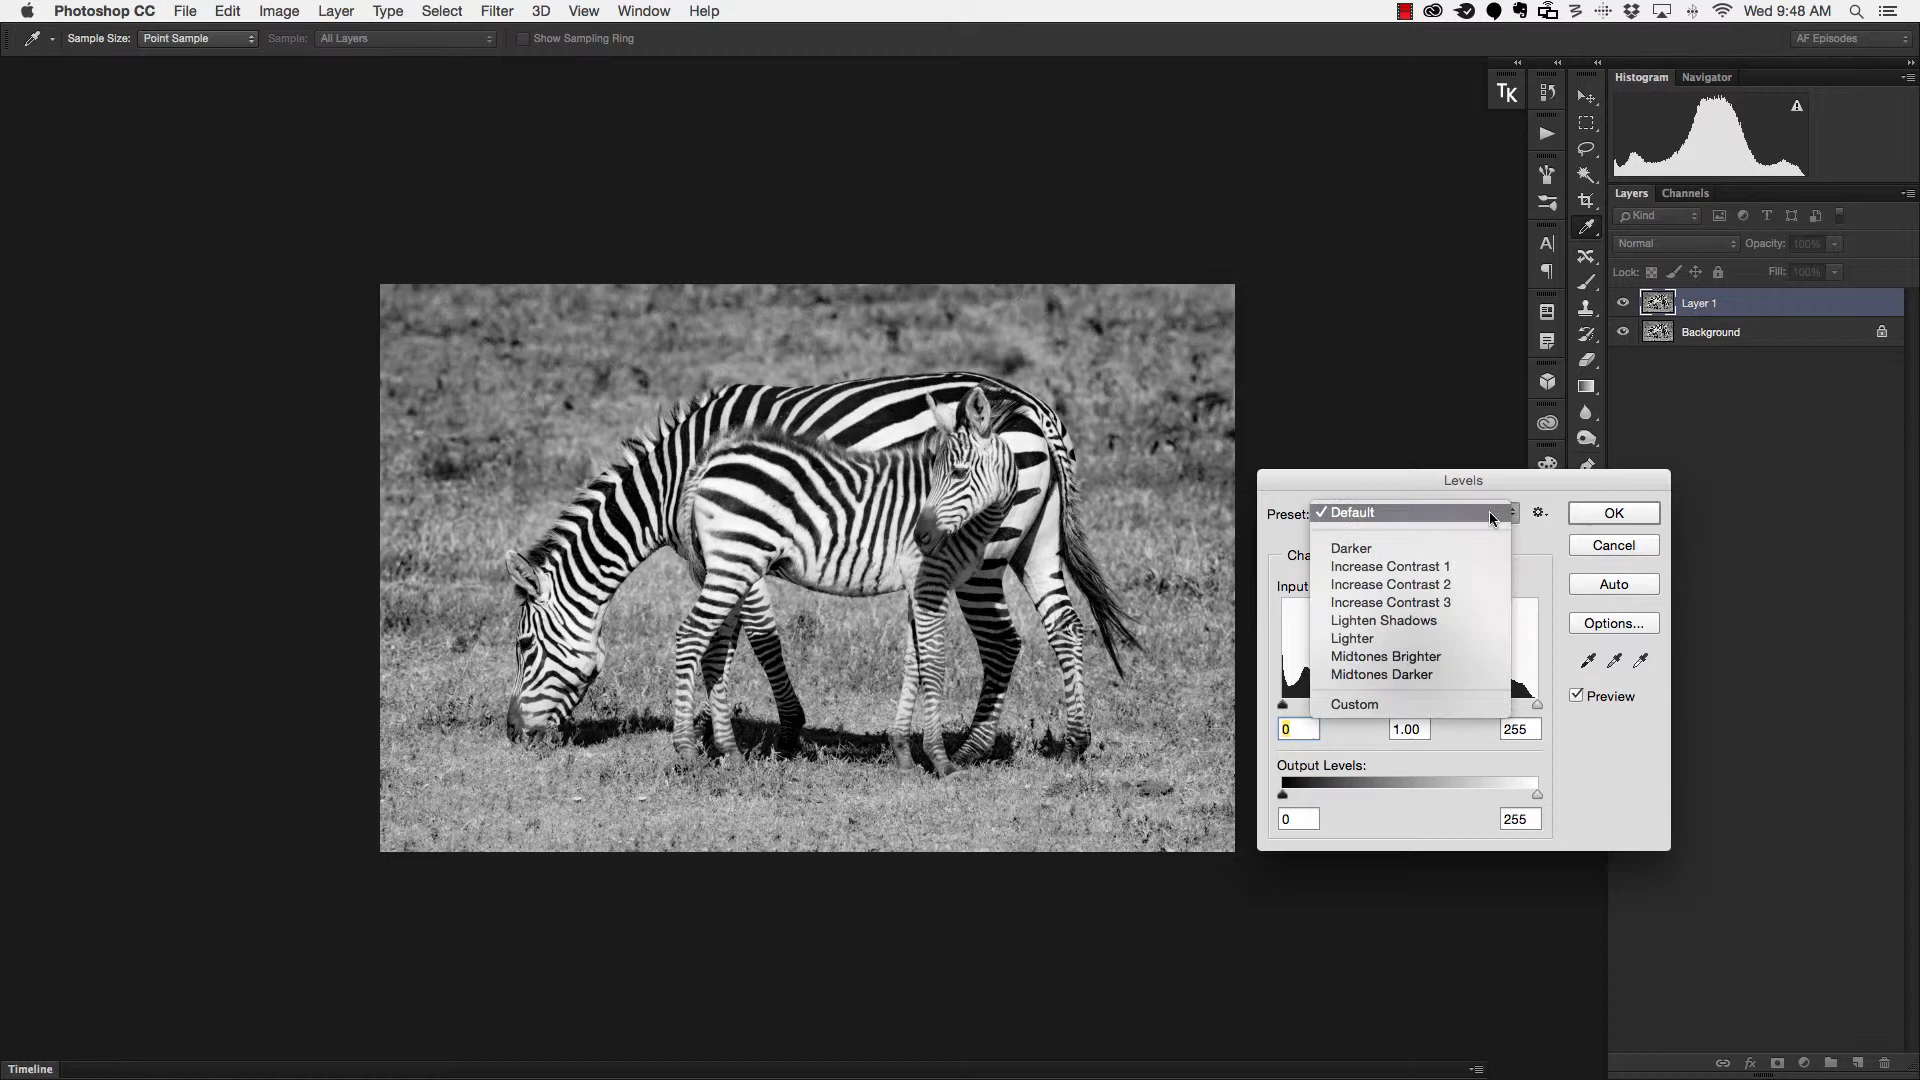 Photoshop CC File Edit Image Layer Type Select Filter 3D View Window Help Wed 9:48 AM
Sample Size: Point Sample Sample: All Layers Show Sampling Ring AF Episodes
TK
Histogram Navigator
Layers Channels
Kind
Normal Opacity: 100%
Lock: Fill: 100%
Layer 1
Background
Levels
Preset: ✓ Default
Darker
Increase Contrast 1
Increase Contrast 2
Increase Contrast 3
Lighten Shadows
Lighter
Midtones Brighter
Midtones Darker
Custom
Cha
Input
OK
Cancel
Auto
Options...
Preview
0 1.00 255
Output Levels:
0 255
Timeline